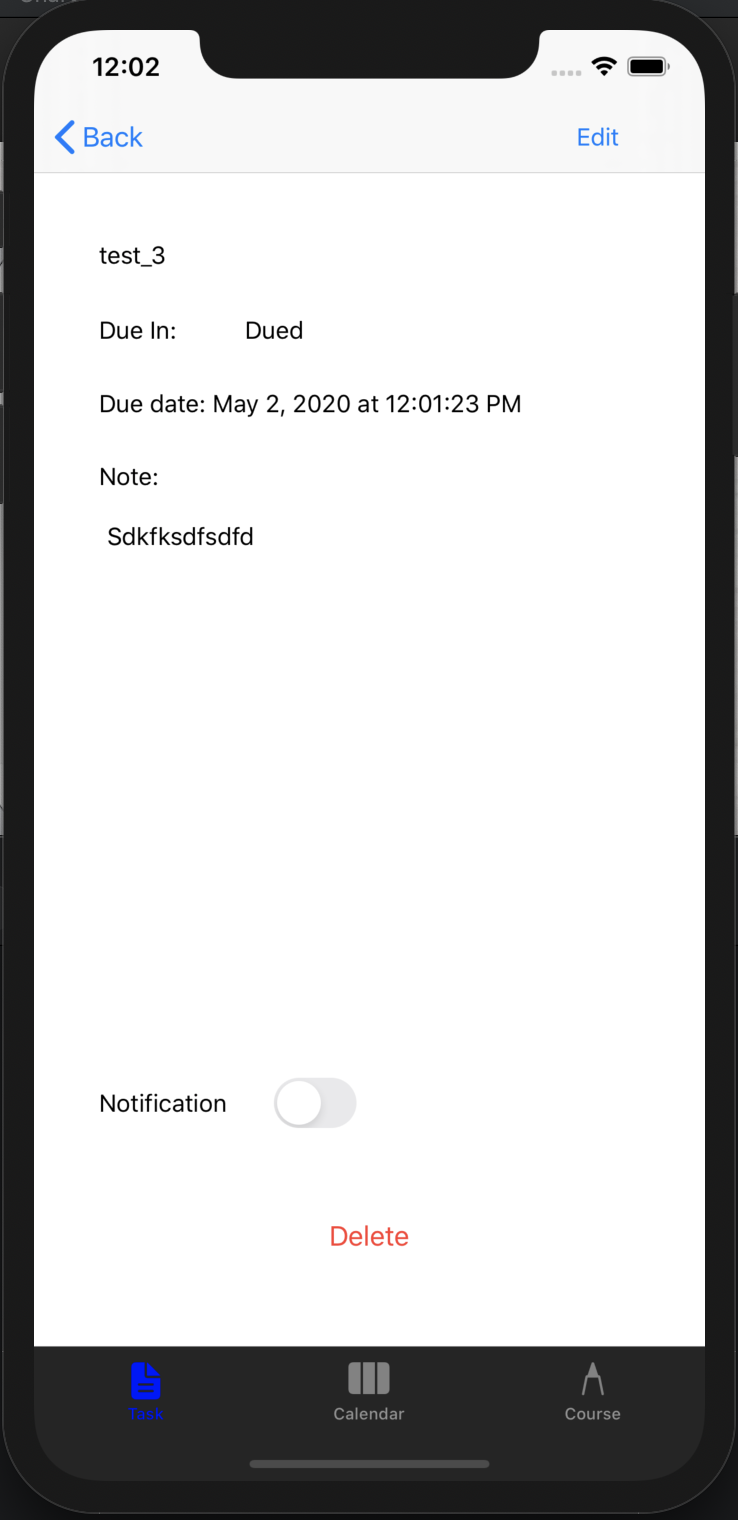 12:02
Back Edit
test_3
Due In: Dued
Due date: May 2, 2020 at 12:01:23 PM
Note:
Sdkfksdfsdfd
Notification
Delete
Task Calendar Course